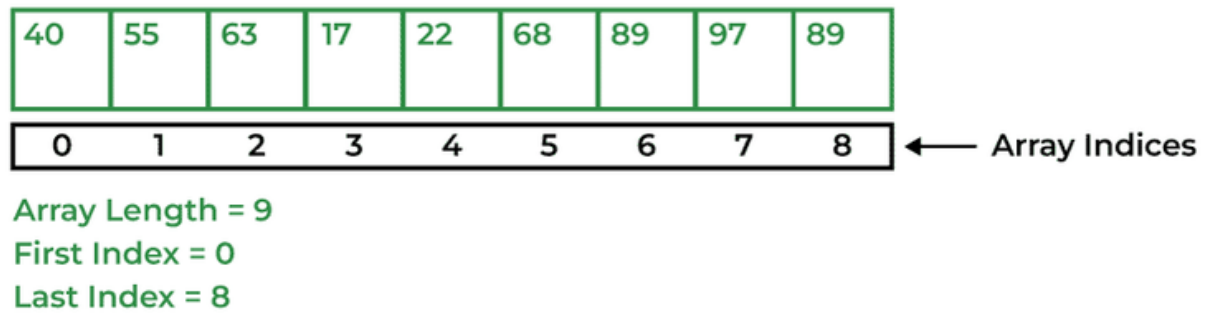 40 55 63 17 22 68 89 97 89
0 1 2 3 4 5 6 7 8 Array Indices
Array Length = 9
First Index = 0
Last Index = 8